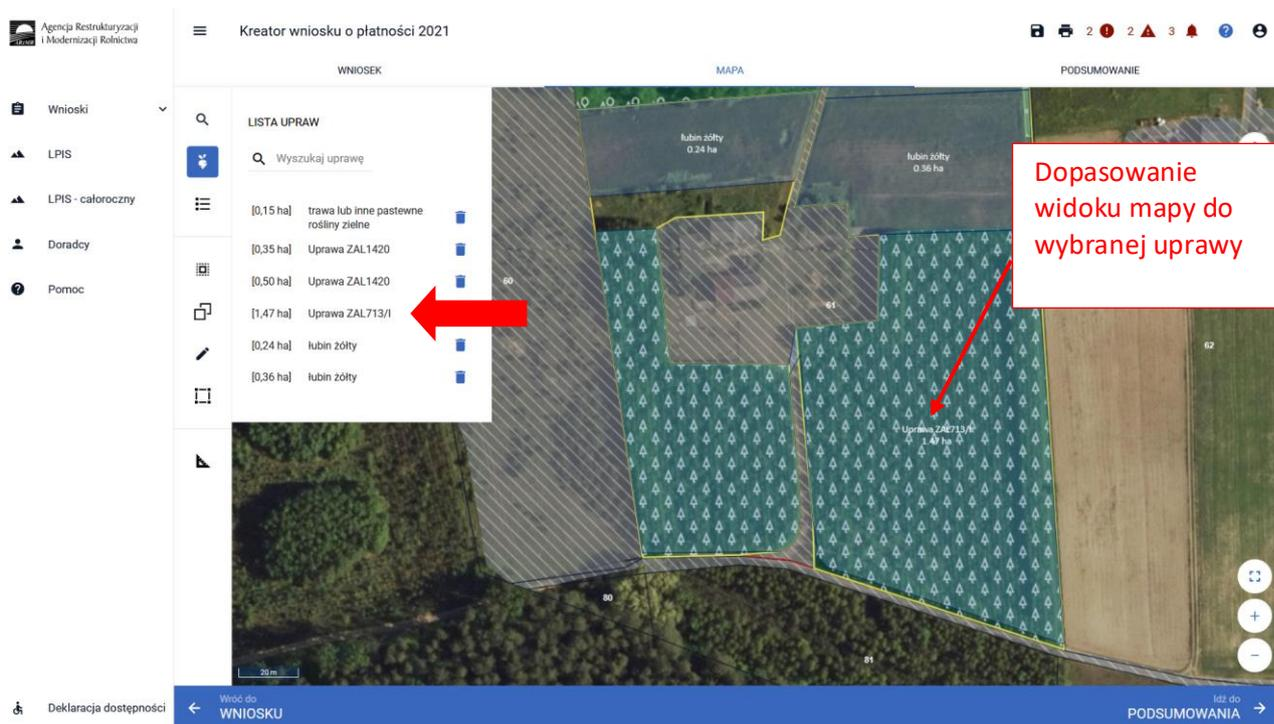 Agencja Restrukturyzacji
i Modernizacji Rolnictwa
Kreator wniosku o płatności 2021
2
2
3
WNIOSEK
MAPA
PODSUMOWANIE
Wnioski
LPIS
LPIS - całoroczny
Doradcy
Pomoc
LISTA UPRAW
Wyszukaj uprawę
[0,15 ha] trawa lub inne pastewne
rośliny zielne
[0,35 ha] Uprawa ZAL1420
[0,50 ha] Uprawa ZAL1420
[1,47 ha] Uprawa ZAL713/I
[0,24 ha] łubin żółty
[0,36 ha] łubin żółty
łubin żółty
0.24 ha
łubin żółty
0.36 ha
Dopasowanie
widoku mapy do
wybranej uprawy
60
61
62
Uprawa ZAL713/I
1.47 ha
80
81
20 m
Deklaracja dostępności
Wróć do
WNIOSKU
Idź do
PODSUMOWANIA